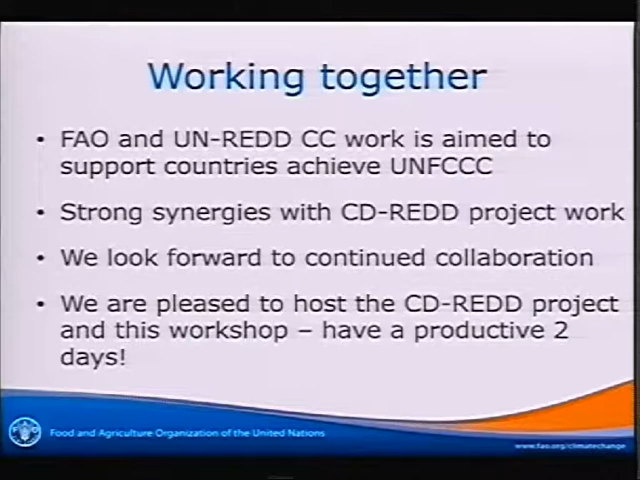 Working together
• FAO and UN-REDD CC work is aimed to
support countries achieve UNFCCC
• Strong synergies with CD-REDD project work
• We look forward to continued collaboration
• We are pleased to host the CD-REDD project
and this workshop – have a productive 2
days!
Food and Agriculture Organization of the United Nations
www.fao.org/climatechange